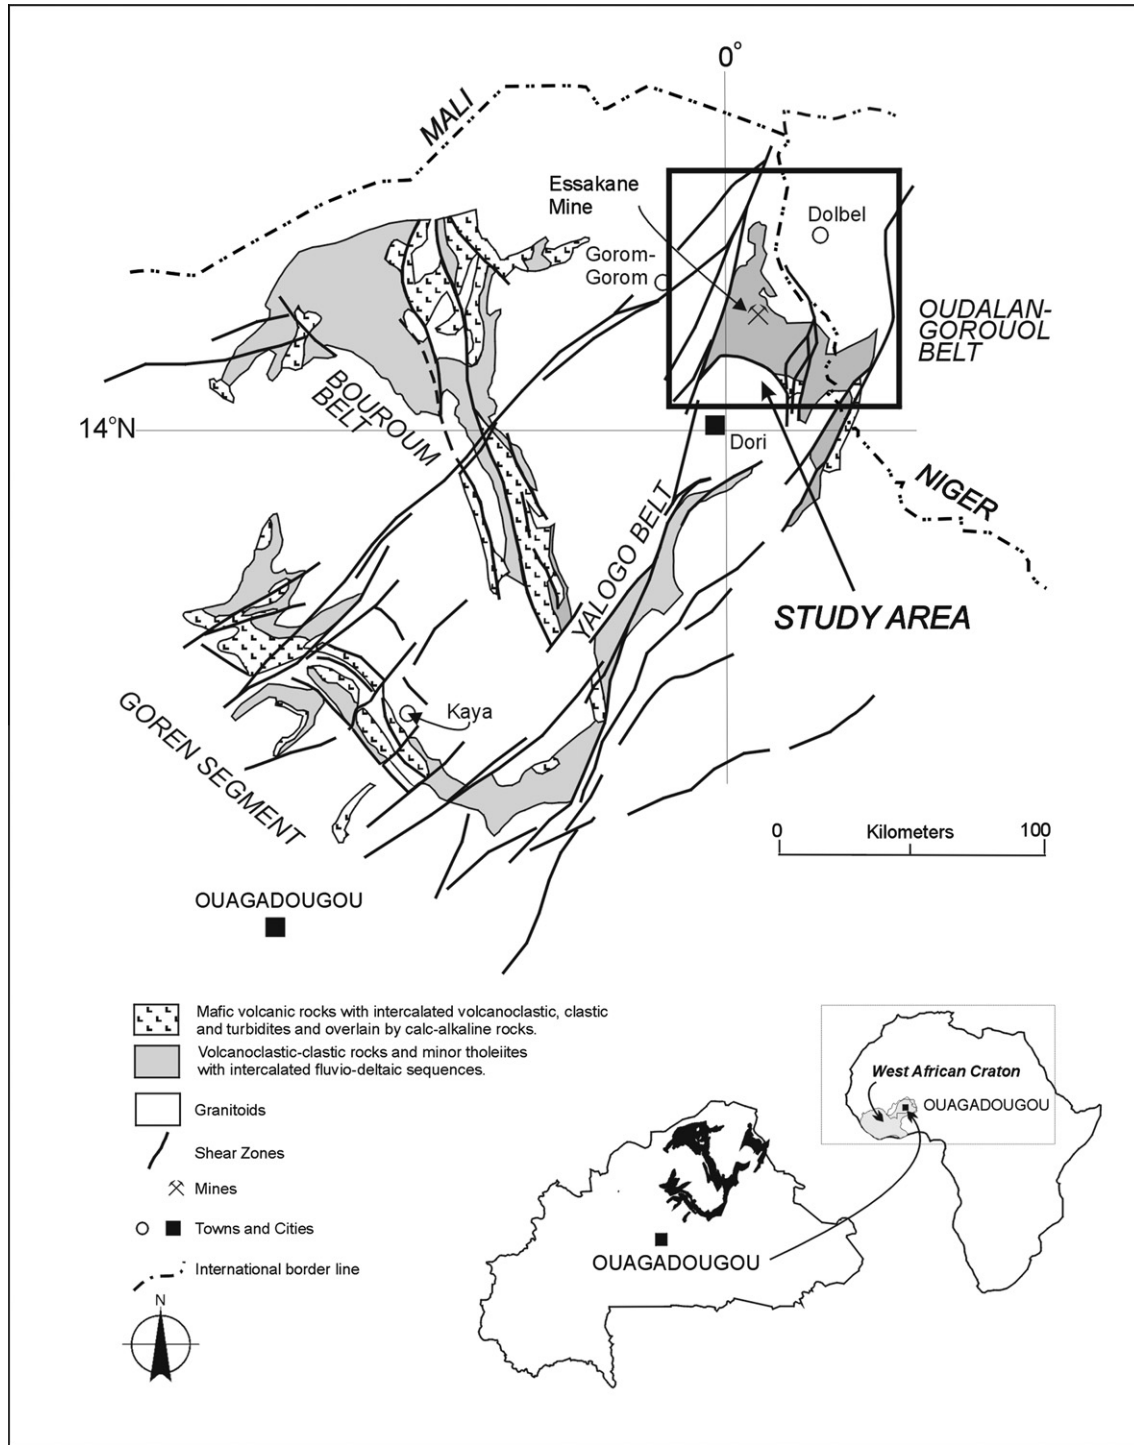 0°
MALI
Essakane
Mine
Dolbel
Gorom-
Gorom
OUDALAN-
GOROUOL
BELT
BOUROUM
BELT
14°N
Dori
NIGER
YALOGO BELT
STUDY AREA
Kaya
GOREN SEGMENT
0 Kilometers 100
OUAGADOUGOU
Mafic volcanic rocks with intercalated volcanoclastic, clastic
and turbidites and overlain by calc-alkaline rocks.
Volcanoclastic-clastic rocks and minor tholeiites
with intercalated fluvio-deltaic sequences.
Granitoids
Shear Zones
Mines
Towns and Cities
International border line
N
West African Craton
OUAGADOUGOU
OUAGADOUGOU